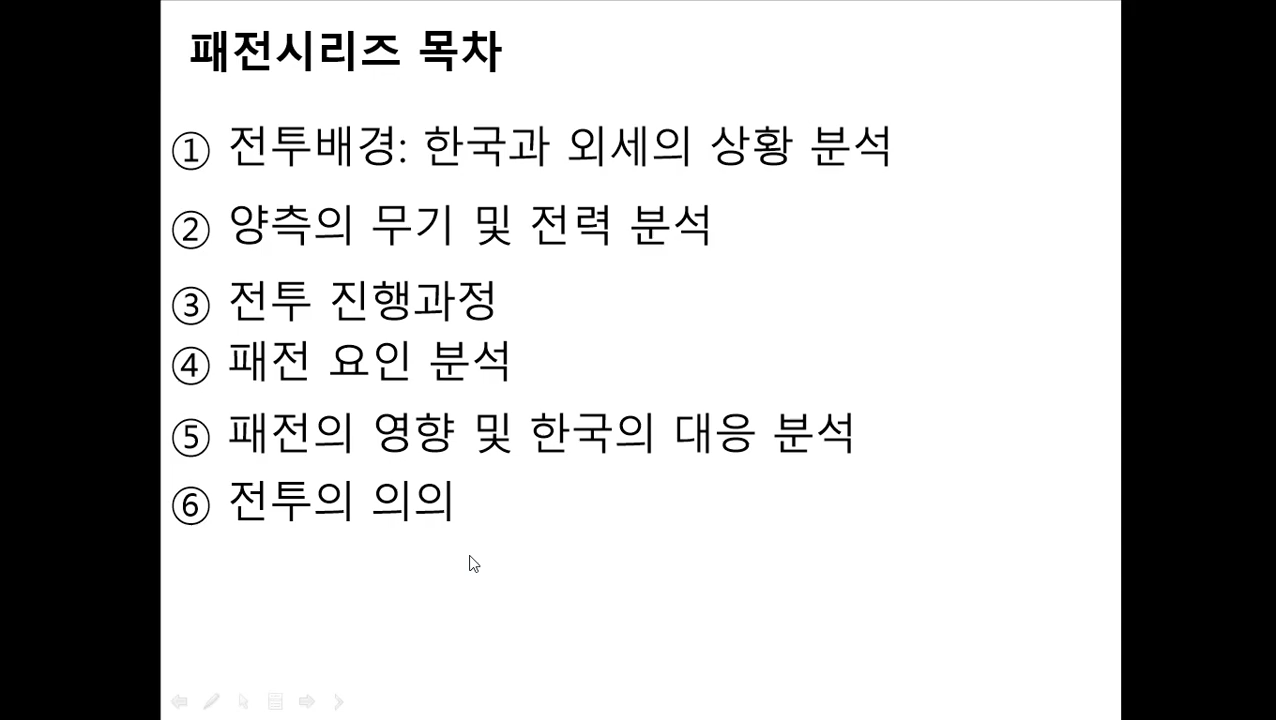 패전시리즈 목차
① 전투배경: 한국과 외세의 상황 분석
② 양측의 무기 및 전력 분석
③ 전투 진행과정
④ 패전 요인 분석
⑤ 패전의 영향 및 한국의 대응 분석
⑥ 전투의 의의